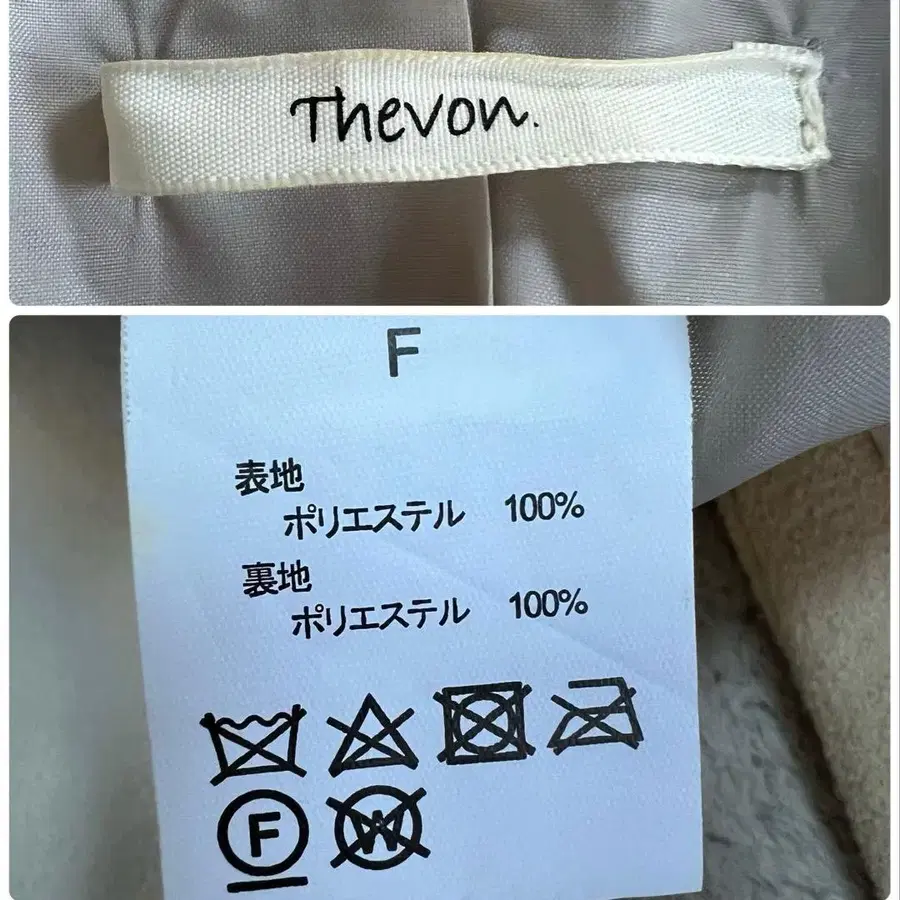 Thevon.
F
表地
ポリエステル 100%
裏地
ポリエステル 100%
F W